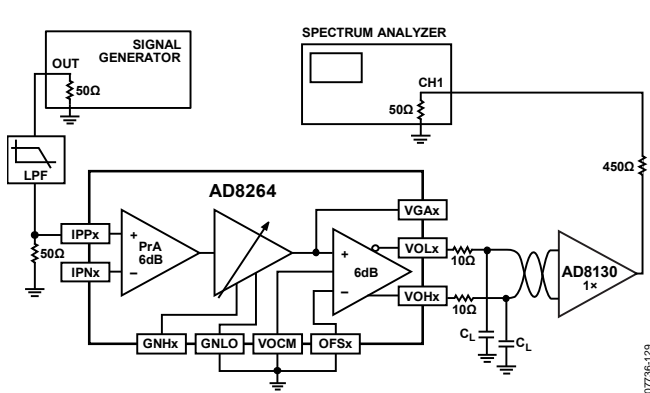 SPECTRUM ANALYZER
SIGNAL
GENERATOR
OUT
50Ω
CH1
50Ω
LPF
450Ω
AD8264
VGAx
IPPx
+
PrA
6dB
–
IPNx
50Ω
+
6dB
–
VOLx
10Ω
VOHx
10Ω
AD8130
1×
CL
CL
GNHx
GNLO
VOCM
OFSx
07736-129